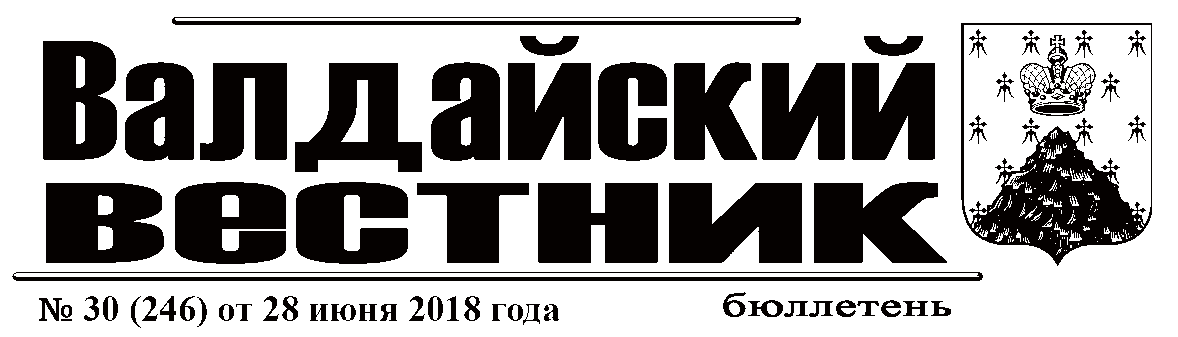 Валдайский
вестник
№ 30 (246) от 28 июня 2018 года
бюллетень